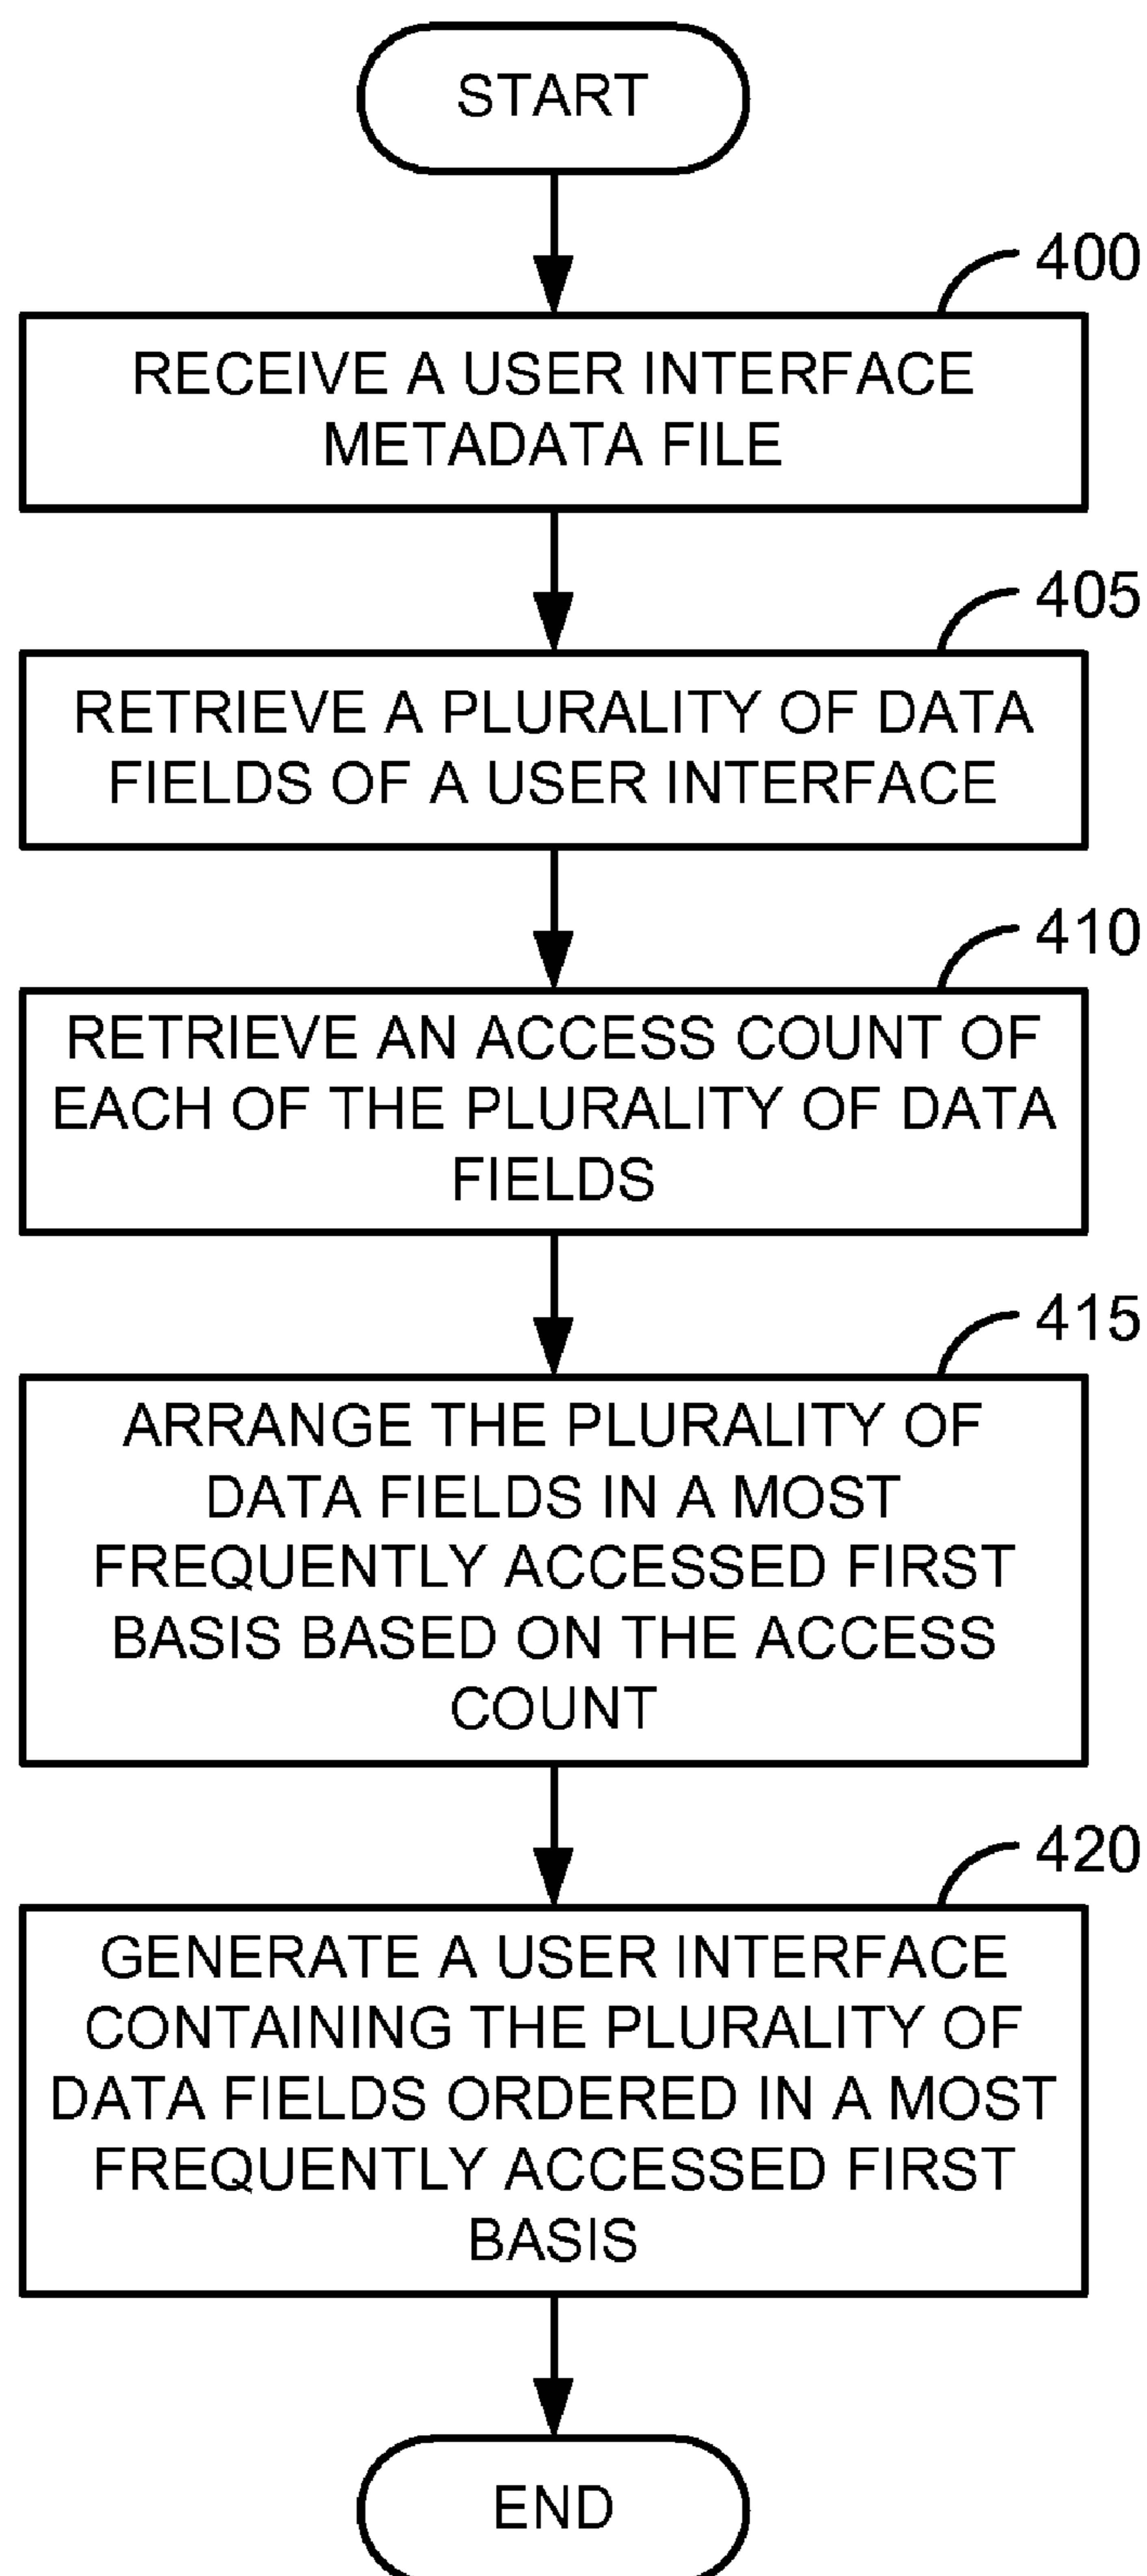 START
400
RECEIVE A USER INTERFACE
METADATA FILE
405
RETRIEVE A PLURALITY OF DATA
FIELDS OF A USER INTERFACE
410
RETRIEVE AN ACCESS COUNT OF
EACH OF THE PLURALITY OF DATA
FIELDS
415
ARRANGE THE PLURALITY OF
DATA FIELDS IN A MOST
FREQUENTLY ACCESSED FIRST
BASIS BASED ON THE ACCESS
COUNT
420
GENERATE A USER INTERFACE
CONTAINING THE PLURALITY OF
DATA FIELDS ORDERED IN A MOST
FREQUENTLY ACCESSED FIRST
BASIS
END